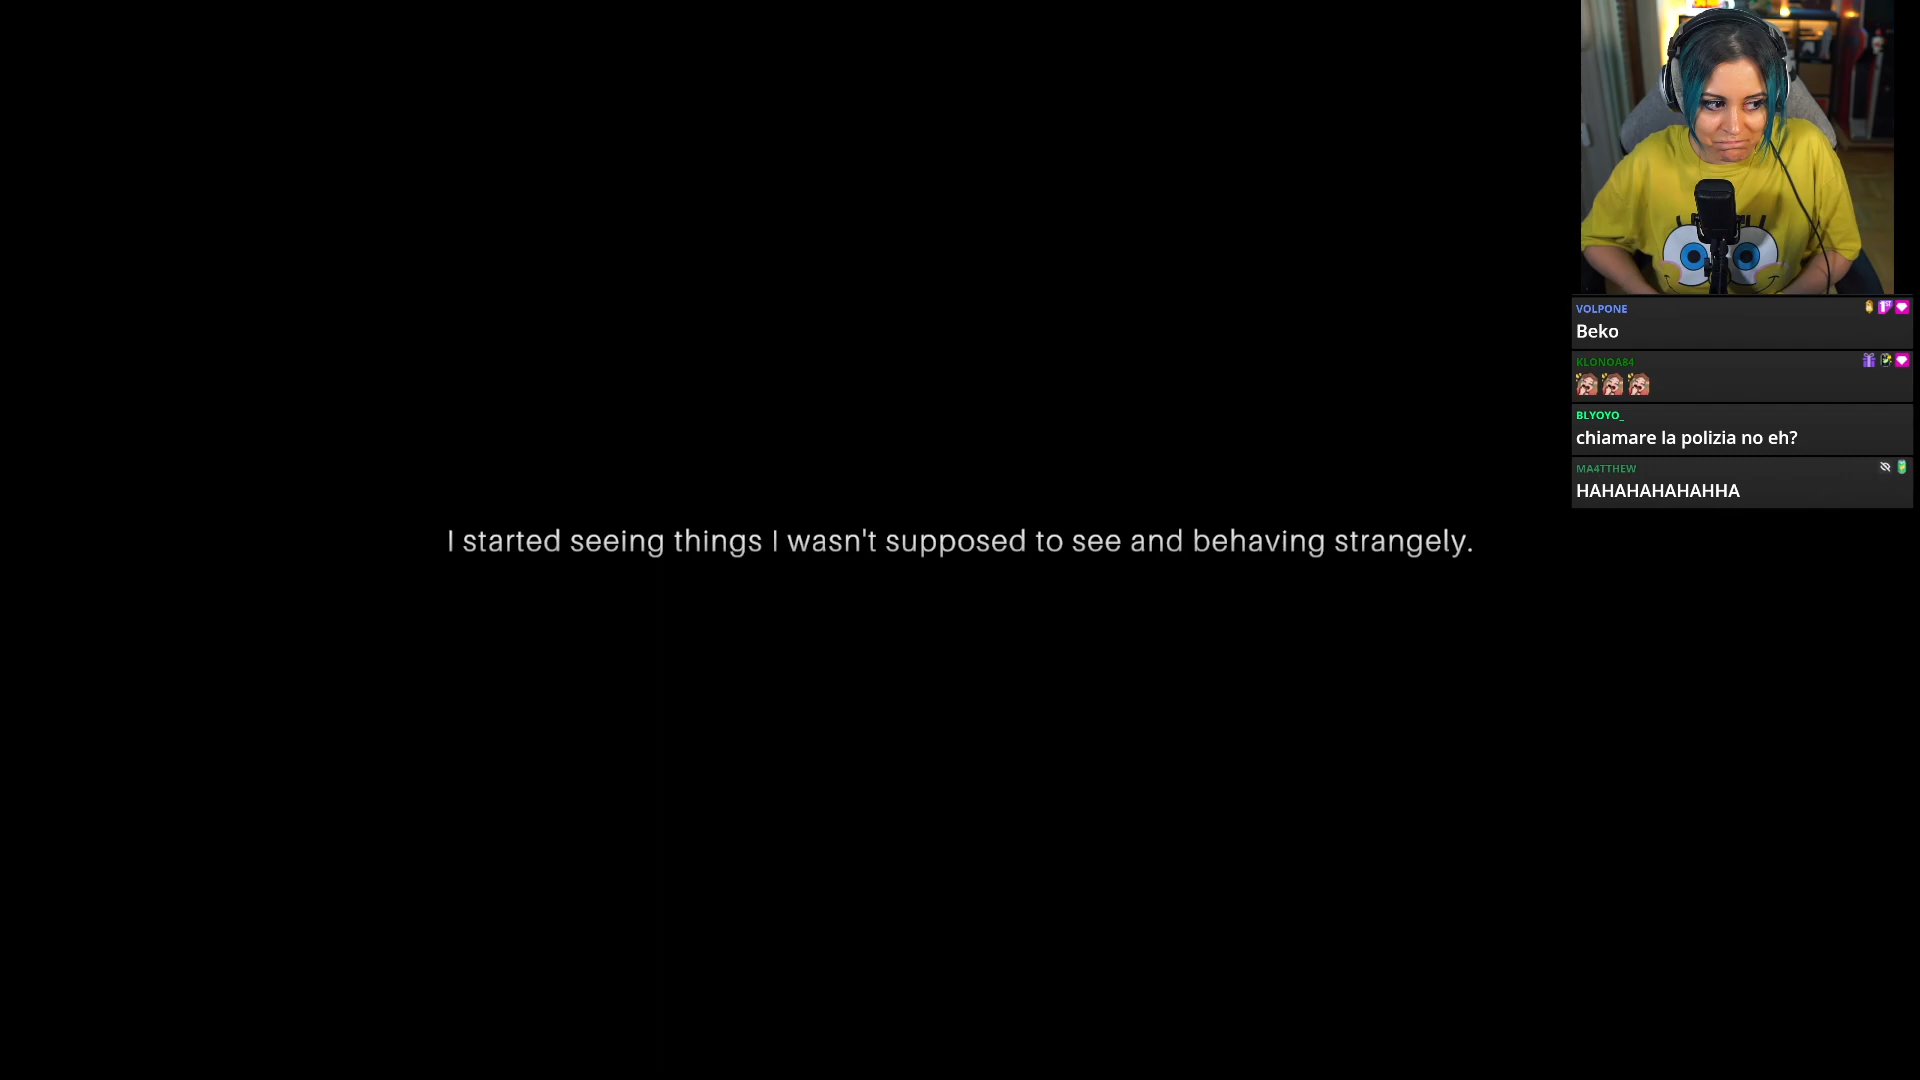 I started seeing things I wasn't supposed to see and behaving strangely.
VOLPONE
Beko
KLONOA84
BLYOYO_
chiamare la polizia no eh?
MA4TTHEW
HAHAHAHAHAHHA